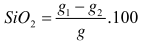 SiO₂ = (g₁ − g₂) / g .100